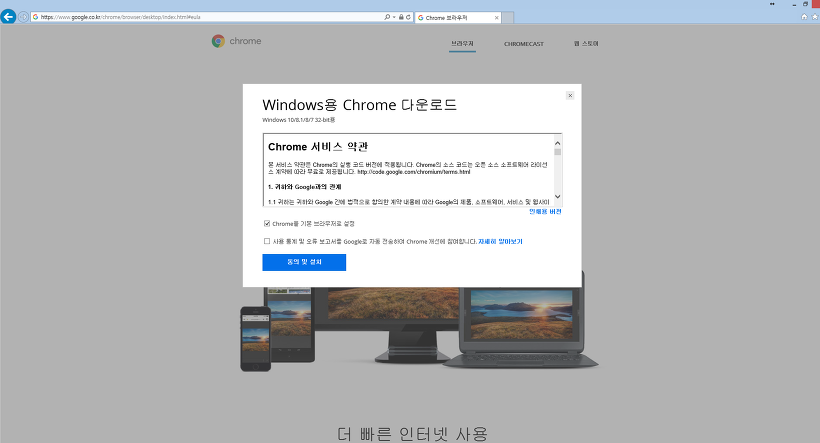 https://www.google.co.kr/chrome/browser/desktop/index.html#eula
Chrome 브라우저
chrome
브라우저
CHROMECAST
웹 스토어
Windows용 Chrome 다운로드
Windows 10/8.1/8/7 32-bit용
Chrome 서비스 약관
본 서비스 약관은 Chrome의 실행 코드 버전에 적용됩니다. Chrome의 소스 코드는 오픈 소스 소프트웨어 라이선
스 계약에 따라 무료로 제공됩니다. http://code.google.com/chromium/terms.html
1. 귀하와 Google과의 관계
1.1 귀하는 귀하와 Google 간에 법적으로 합의한 계약 내용에 따라 Google의 제품, 소프트웨어, 서비스 및 웹사이
인쇄용 버전
Chrome을 기본 브라우저로 설정
사용 통계 및 오류 보고서를 Google로 자동 전송하여 Chrome 개선에 참여합니다. 자세히 알아보기
동의 및 설치
더 빠른 인터넷 사용